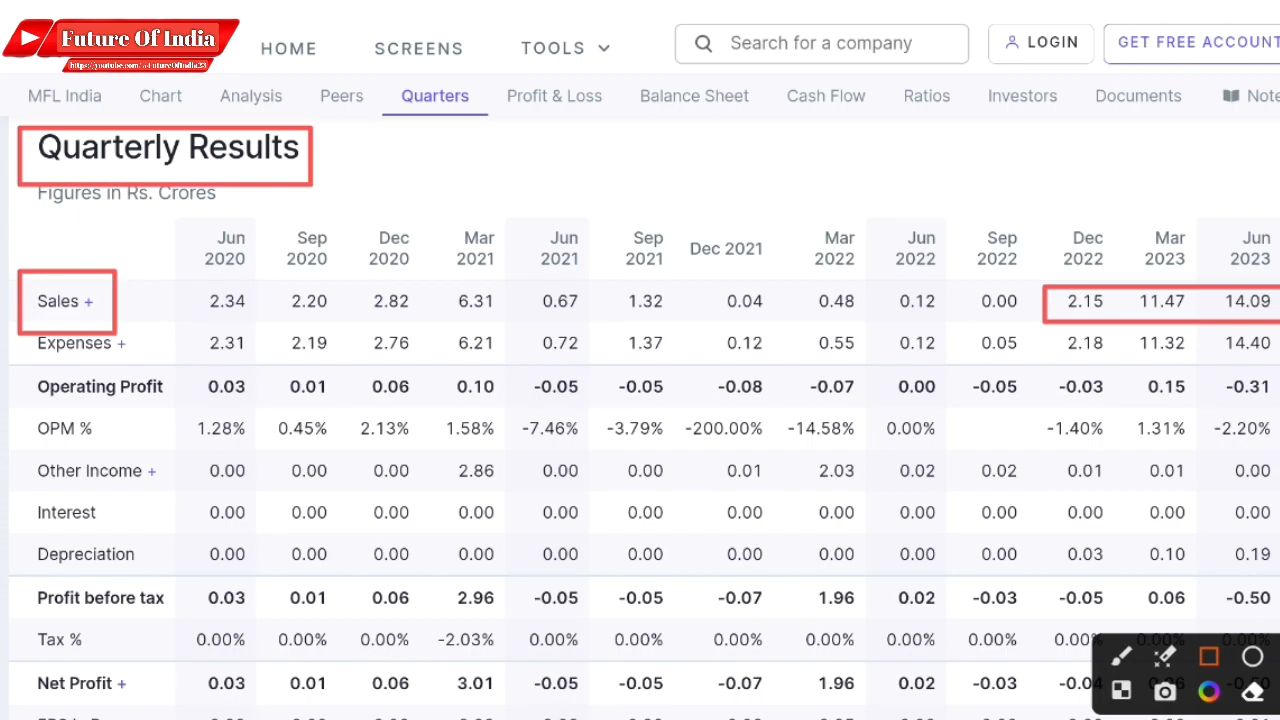 Future Of India
HOME SCREENS TOOLS Search for a company LOGIN GET FREE ACCOUNT
MFL India Chart Analysis Peers Quarters Profit & Loss Balance Sheet Cash Flow Ratios Investors Documents Note
Quarterly Results
Figures in Rs. Crores
Jun 2020 Sep 2020 Dec 2020 Mar 2021 Jun 2021 Sep 2021 Dec 2021 Mar 2022 Jun 2022 Sep 2022 Dec 2022 Mar 2023 Jun 2023
Sales + 2.34 2.20 2.82 6.31 0.67 1.32 0.04 0.48 0.12 0.00 2.15 11.47 14.09
Expenses + 2.31 2.19 2.76 6.21 0.72 1.37 0.12 0.55 0.12 0.05 2.18 11.32 14.40
Operating Profit 0.03 0.01 0.06 0.10 -0.05 -0.05 -0.08 -0.07 0.00 -0.05 -0.03 0.15 -0.31
OPM % 1.28% 0.45% 2.13% 1.58% -7.46% -3.79% -200.00% -14.58% 0.00% -1.40% 1.31% -2.20%
Other Income + 0.00 0.00 0.00 2.86 0.00 0.00 0.01 2.03 0.02 0.02 0.01 0.01 0.00
Interest 0.00 0.00 0.00 0.00 0.00 0.00 0.00 0.00 0.00 0.00 0.00 0.00 0.00
Depreciation 0.00 0.00 0.00 0.00 0.00 0.00 0.00 0.00 0.00 0.00 0.03 0.10 0.19
Profit before tax 0.03 0.01 0.06 2.96 -0.05 -0.05 -0.07 1.96 0.02 -0.03 -0.05 0.06 -0.50
Tax % 0.00% 0.00% 0.00% -2.03% 0.00% 0.00% 0.00% 0.00% 0.00% 0.00% 0.00% 0.00% 0.00%
Net Profit + 0.03 0.01 0.06 3.01 -0.05 -0.05 -0.07 1.96 0.02 -0.03 -0.04